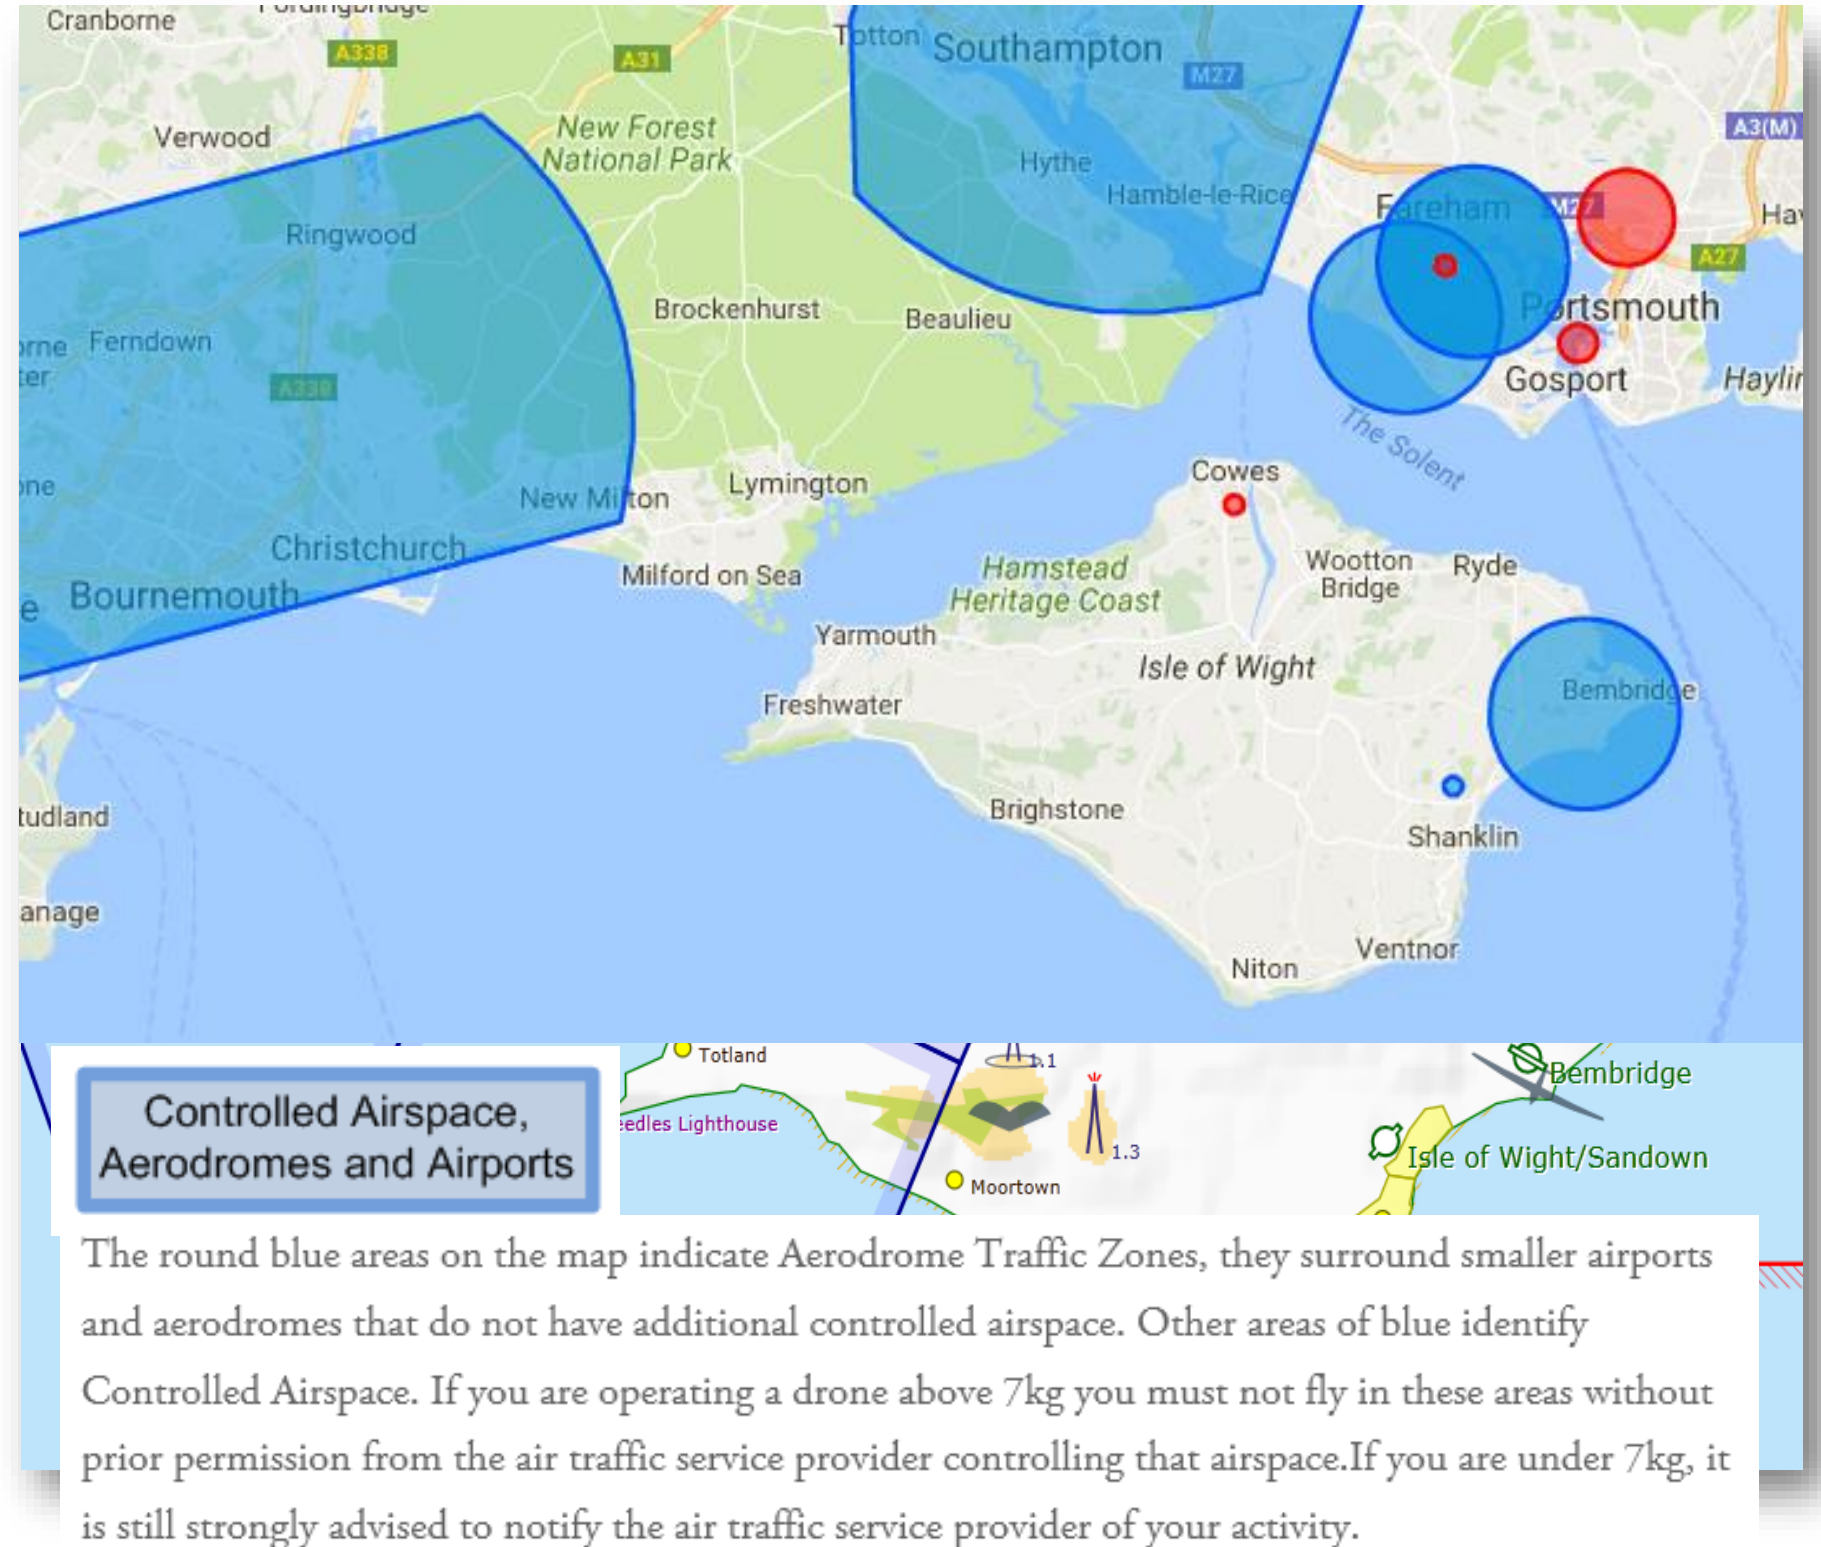 Cranborne
A338
A31
Totton
Southampton
M27
A3(M)
Verwood
New Forest
National Park
Hythe
Hamble-le-Rice
Fareham
M27
Ringwood
A27
Brockenhurst
Beaulieu
Portsmouth
Ferndown
A338
Gosport
The Solent
New Milton
Lymington
Cowes
Christchurch
Milford on Sea
Hamstead
Heritage Coast
Wootton
Bridge
Ryde
Bournemouth
Yarmouth
Isle of Wight
Freshwater
Bembridge
Brighstone
Shanklin
tudland
anage
Ventnor
Niton
Totland
1.1
Bembridge
Controlled Airspace,
Aerodromes and Airports
eedles Lighthouse
1.3
Isle of Wight/Sandown
Moortown
The round blue areas on the map indicate Aerodrome Traffic Zones, they surround smaller airports
and aerodromes that do not have additional controlled airspace. Other areas of blue identify
Controlled Airspace. If you are operating a drone above 7kg you must not fly in these areas without
prior permission from the air traffic service provider controlling that airspace.If you are under 7kg, it
is still strongly advised to notify the air traffic service provider of your activity.